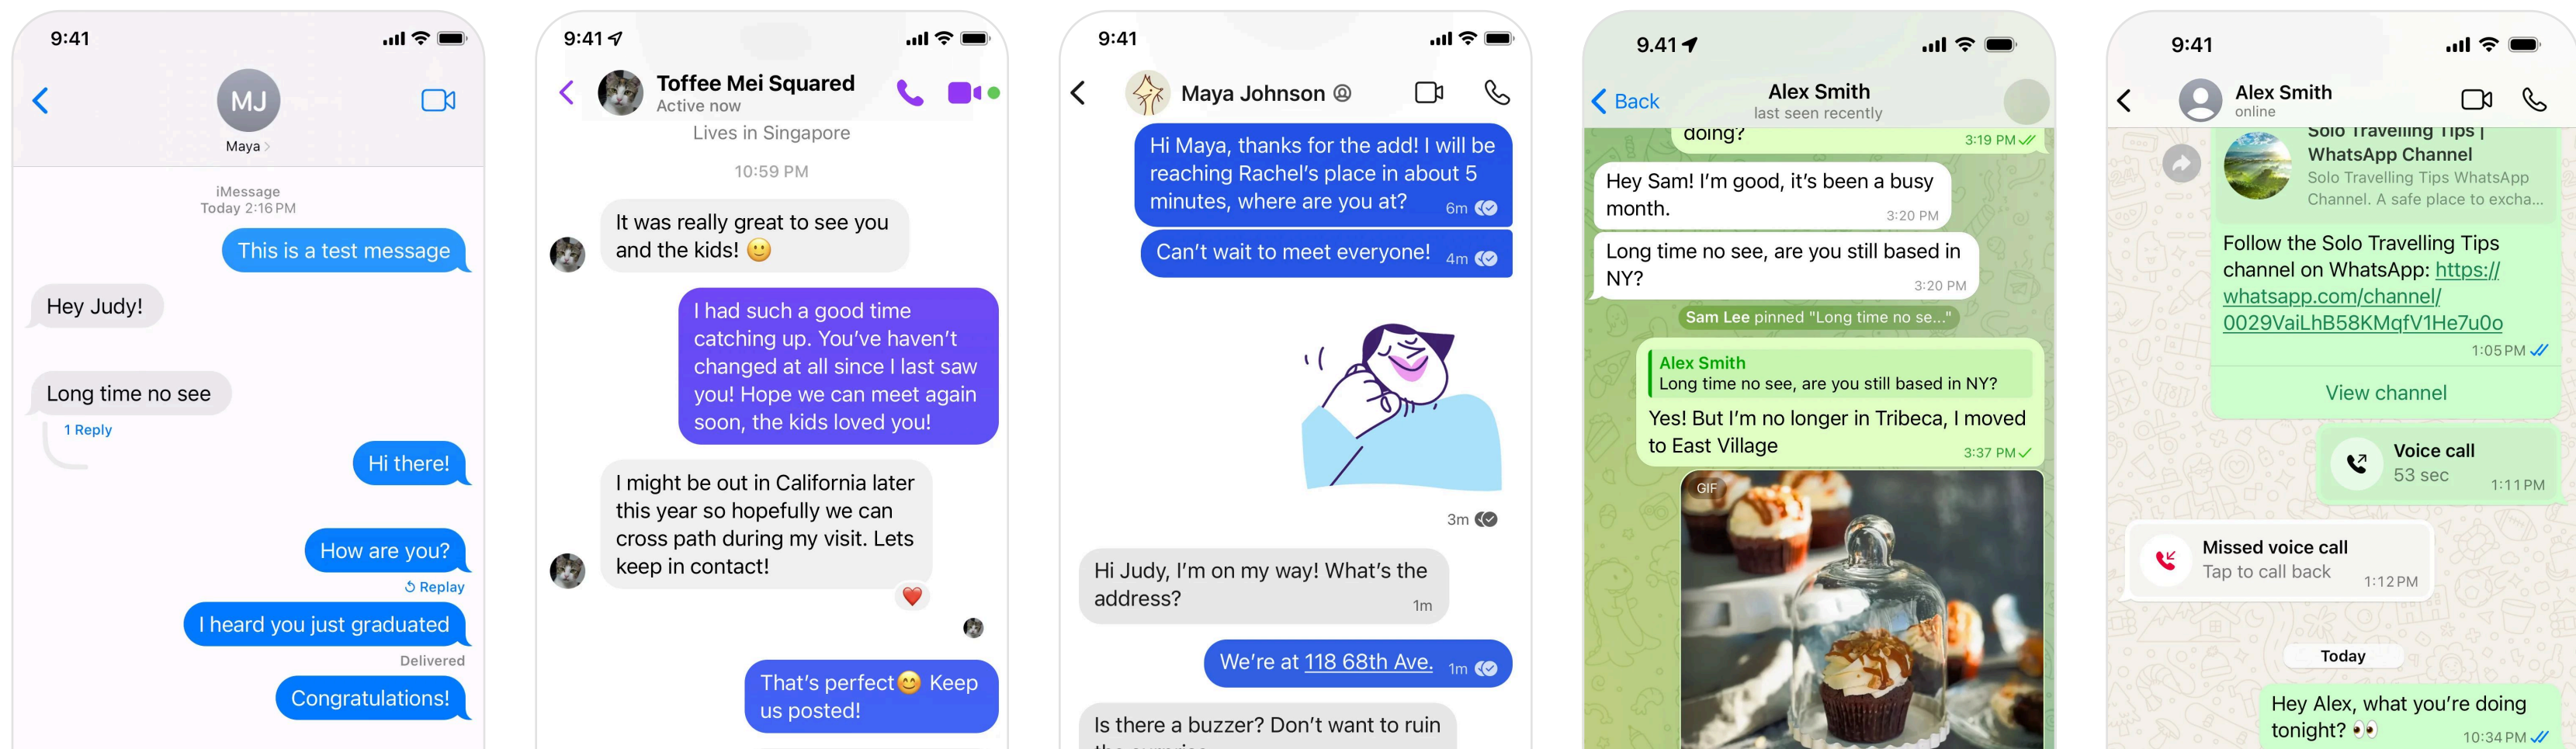 9:41
MJ
Maya
iMessage
Today 2:16 PM
This is a test message
Hey Judy!
Long time no see
1 Reply
Hi there!
How are you?
Replay
I heard you just graduated
Delivered
Congratulations!
9:41
Toffee Mei Squared
Active now
Lives in Singapore
10:59 PM
It was really great to see you
and the kids! 🙂
I had such a good time
catching up. You’ve haven’t
changed at all since I last saw
you! Hope we can meet again
soon, the kids loved you!
I might be out in California later
this year so hopefully we can
cross path during my visit. Lets
keep in contact!
❤️
That’s perfect😊 Keep
us posted!
9:41
Maya Johnson
Hi Maya, thanks for the add! I will be
reaching Rachel’s place in about 5
minutes, where are you at? 6m
Can’t wait to meet everyone! 4m
3m
Hi Judy, I’m on my way! What’s the
address? 1m
We’re at 118 68th Ave. 1m
Is there a buzzer? Don’t want to ruin
9.41
Back
Alex Smith
last seen recently
doing? 3:19 PM
Hey Sam! I’m good, it’s been a busy
month. 3:20 PM
Long time no see, are you still based in
NY? 3:20 PM
Sam Lee pinned "Long time no se..."
Alex Smith
Long time no see, are you still based in NY?
Yes! But I’m no longer in Tribeca, I moved
to East Village 3:37 PM
GIF
9:41
Alex Smith
online
Solo Travelling Tips |
WhatsApp Channel
Solo Travelling Tips WhatsApp
Channel. A safe place to excha...
Follow the Solo Travelling Tips
channel on WhatsApp: https://
whatsapp.com/channel/
0029VaiLhB58KMqfV1He7u0o
1:05 PM
View channel
Voice call
53 sec 1:11 PM
Missed voice call
Tap to call back 1:12 PM
Today
Hey Alex, what you’re doing
tonight? 👀 10:34 PM